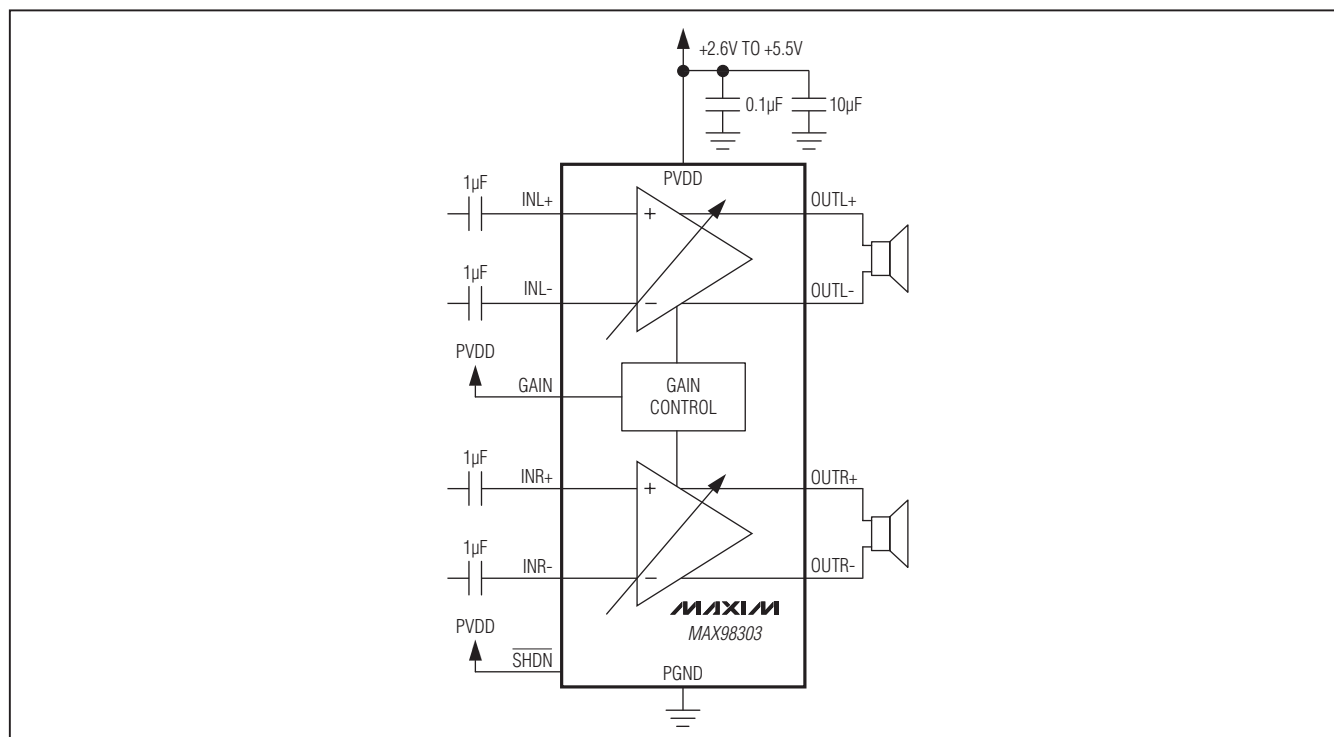 +2.6V TO +5.5V
0.1µF
10µF
PVDD
1µF
INL+
+
OUTL+
1µF
INL-
−
OUTL-
PVDD
GAIN
GAIN
CONTROL
1µF
INR+
+
OUTR+
1µF
INR-
−
OUTR-
MAXIM
MAX98303
PVDD
SHDN
PGND